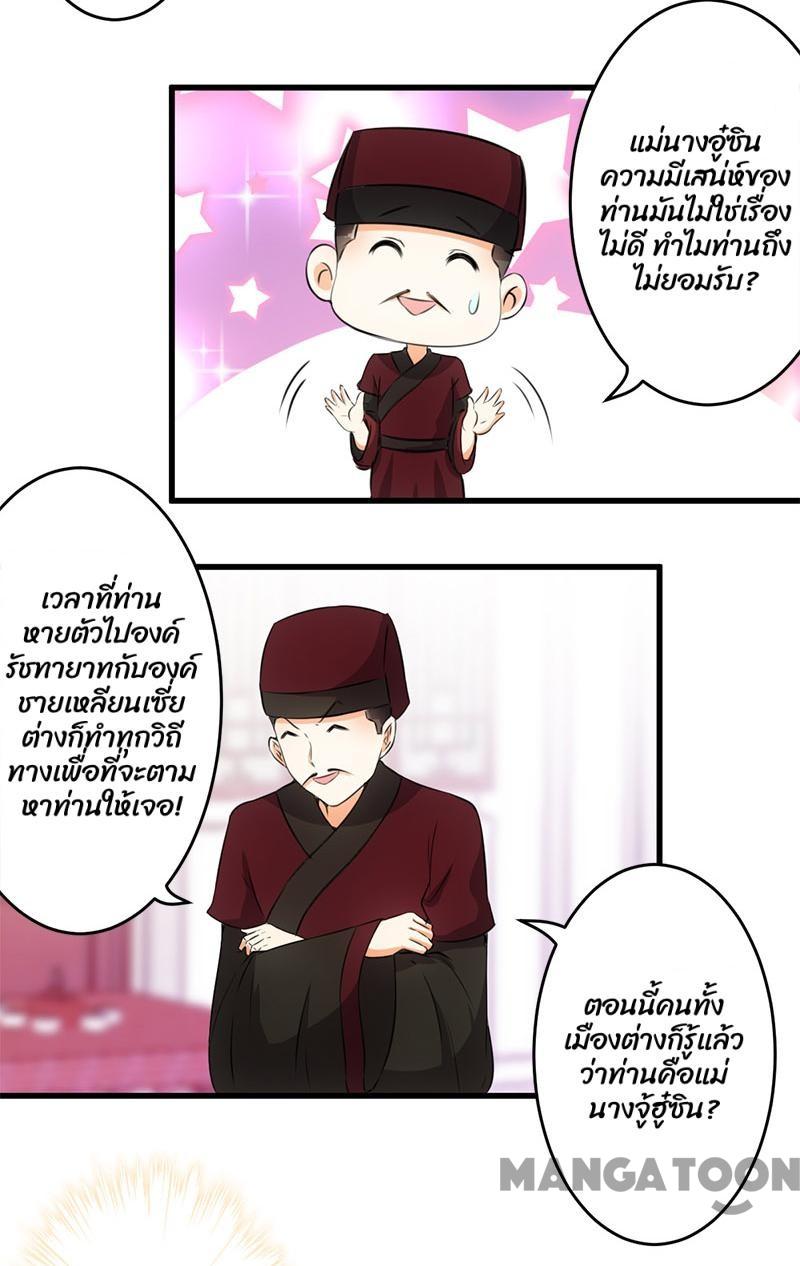 แม่นางอู๋ซิน
ความมีเสน่ห์ของ
ท่านมันไม่ใช่เรื่อง
ไม่ดี ทำไมท่านถึง
ไม่ยอมรับ?
เวลาที่ท่าน
หายตัวไปองค์
รัชทายาทกับองค์
ชายเหลียนเซี่ย
ต่างก็ทำทุกวิถี
ทางเพื่อที่จะตาม
หาท่านให้เจอ!
ตอนนี้คนทั้ง
เมืองต่างก็รู้แล้ว
ว่าท่านคือแม่
นางจู้ฮู๋ซิน?
MANGATOON